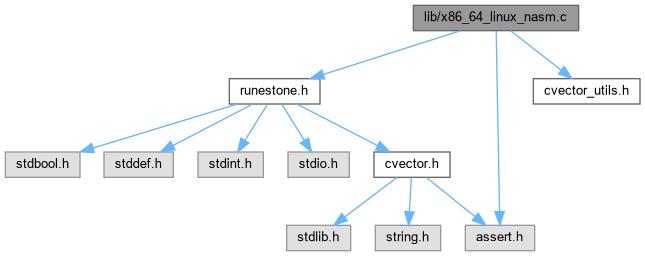 lib/x86_64_linux_nasm.c
runestone.h
cvector_utils.h
stdbool.h
stddef.h
stdint.h
stdio.h
cvector.h
stdlib.h
string.h
assert.h